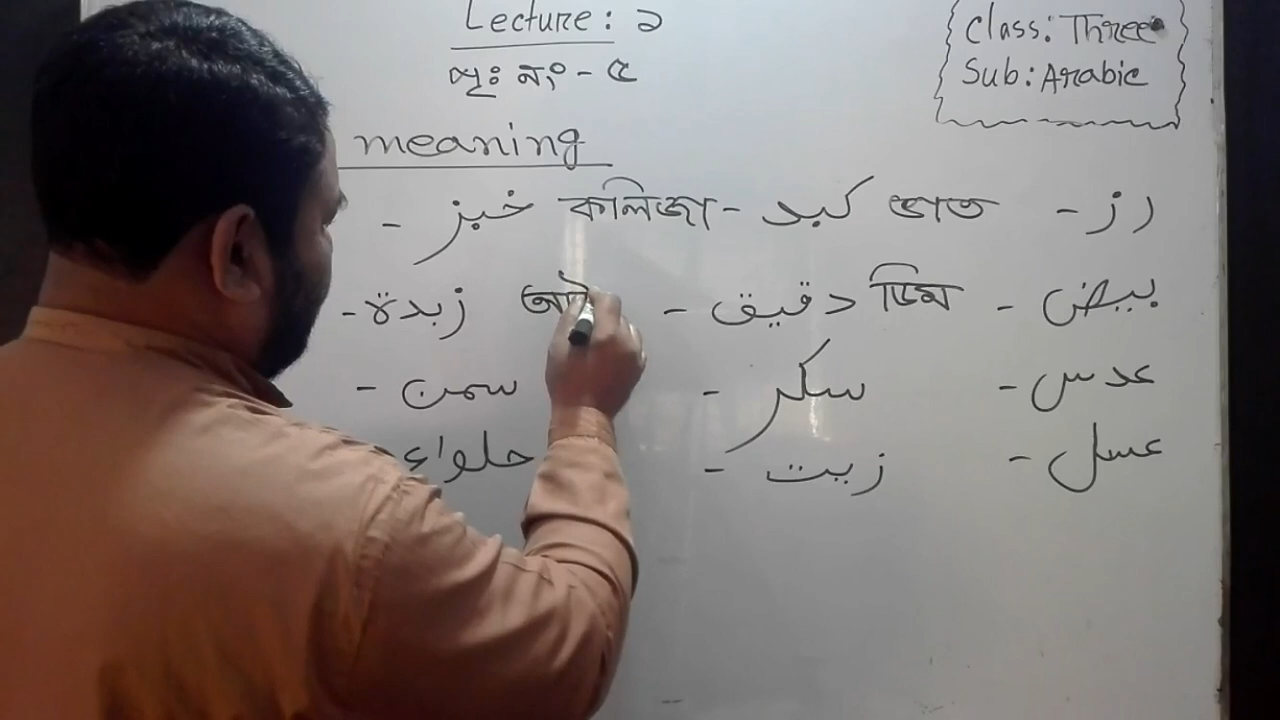 Lecture: ১
পৃঃ নং - ৫
Class: Three
Sub: Arabic
meaning
رز - ভাত كبد - কলিজা خبز -
بيض - ডিম دقيق - আট زبدة -
عدس - سكر - سمن -
عسل - زيت - حلواء -